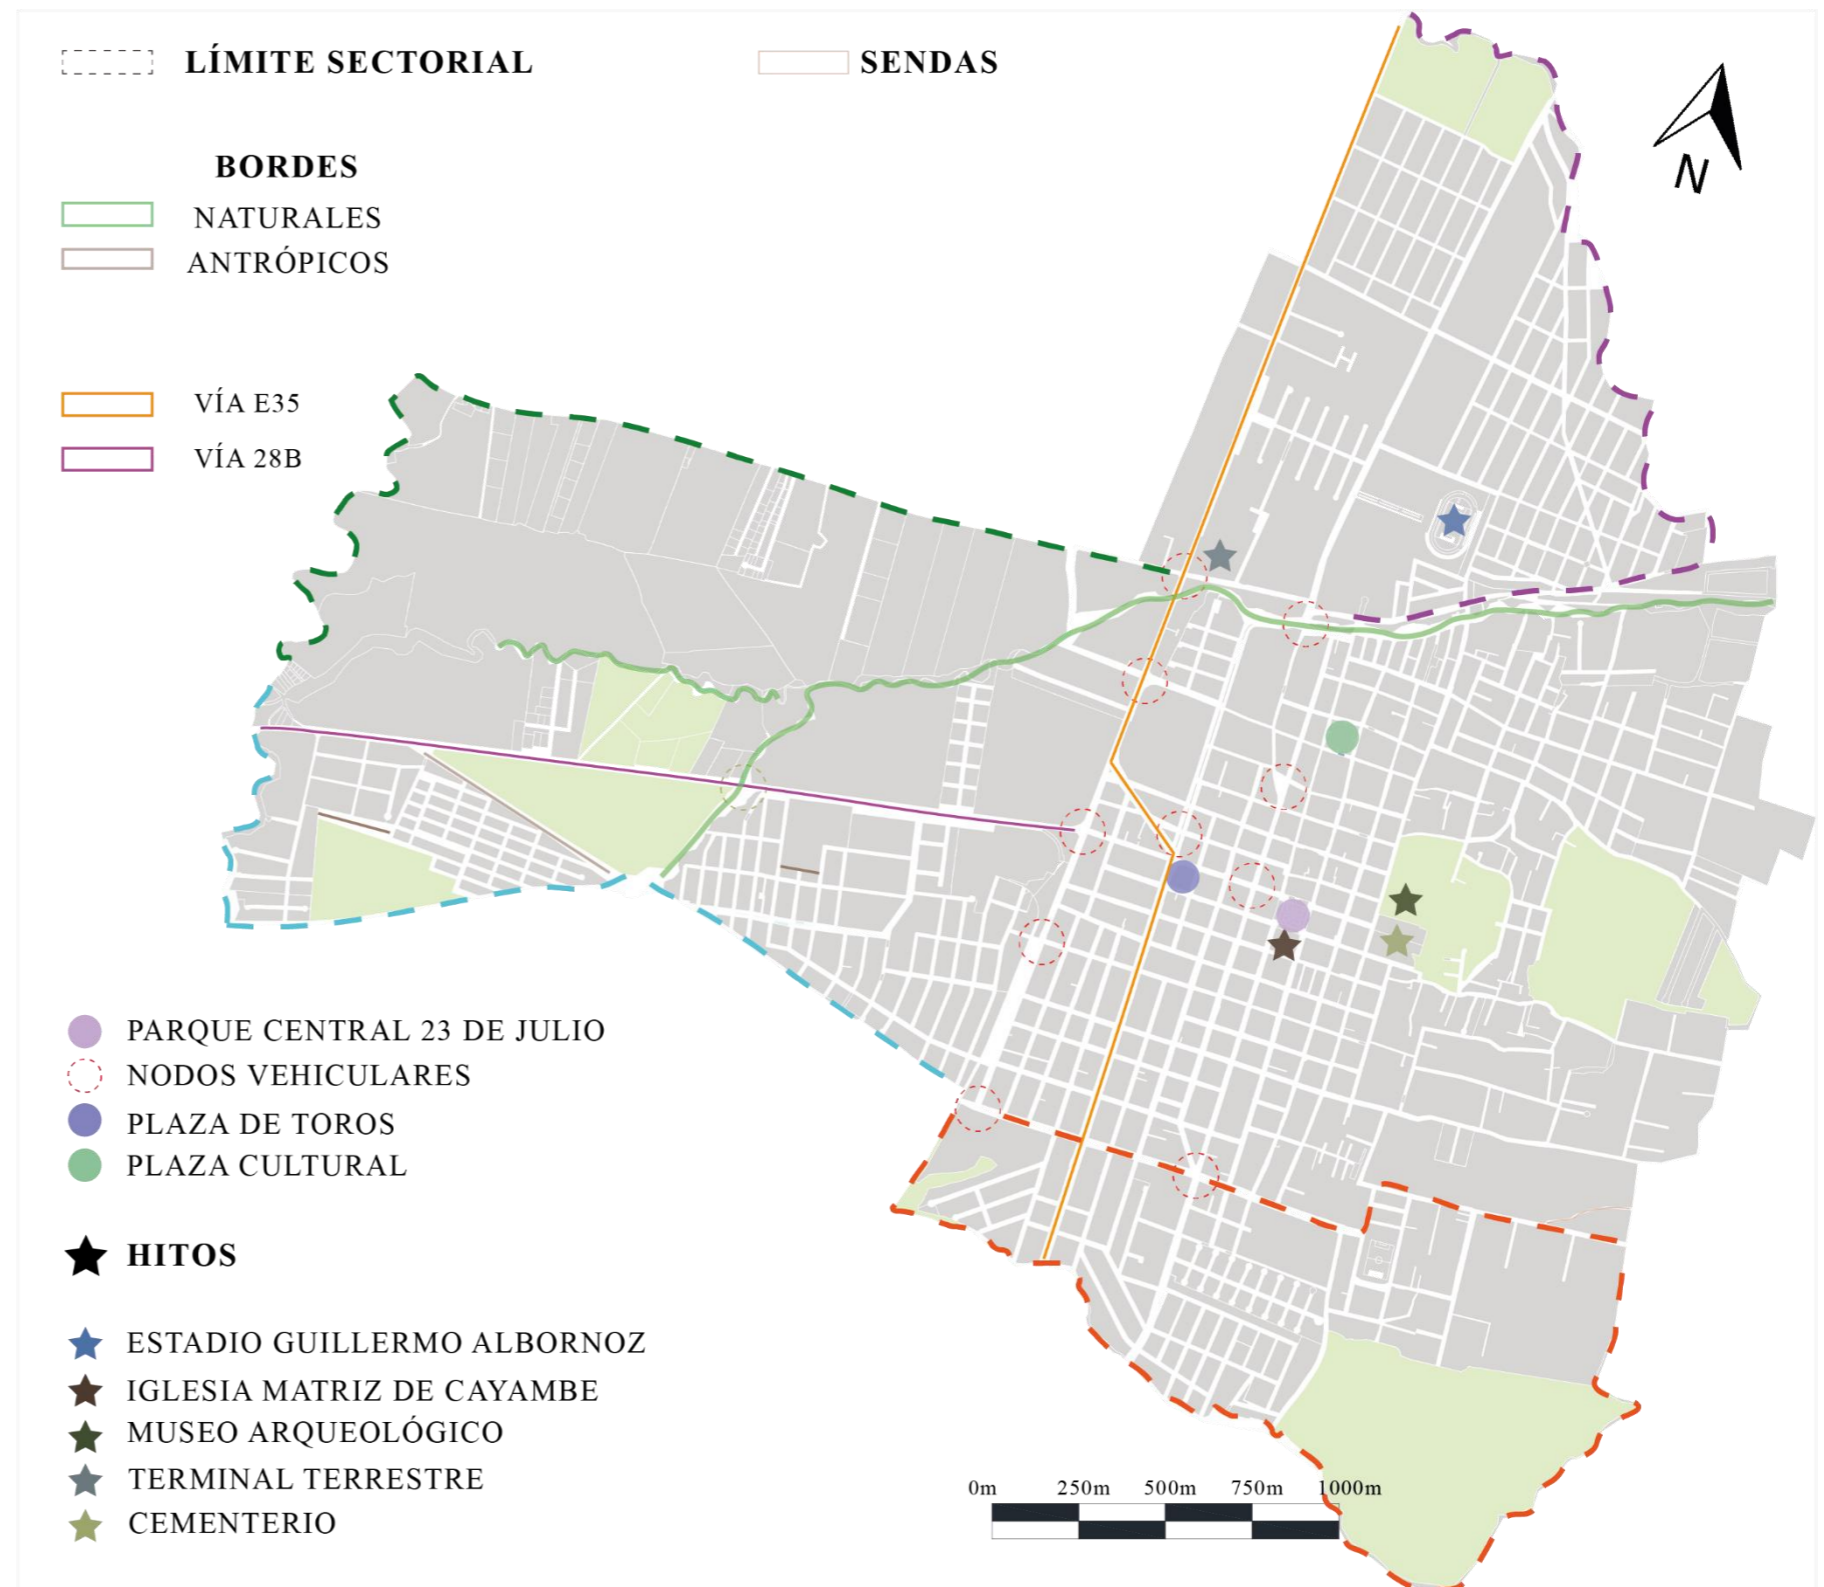 LÍMITE SECTORIAL
SENDAS
BORDES
NATURALES
ANTRÓPICOS
VÍA E35
VÍA 28B
N
PARQUE CENTRAL 23 DE JULIO
NODOS VEHICULARES
PLAZA DE TOROS
PLAZA CULTURAL
HITOS
ESTADIO GUILLERMO ALBORNOZ
IGLESIA MATRIZ DE CAYAMBE
MUSEO ARQUEOLÓGICO
TERMINAL TERRESTRE
CEMENTERIO
0m 250m 500m 750m 1000m